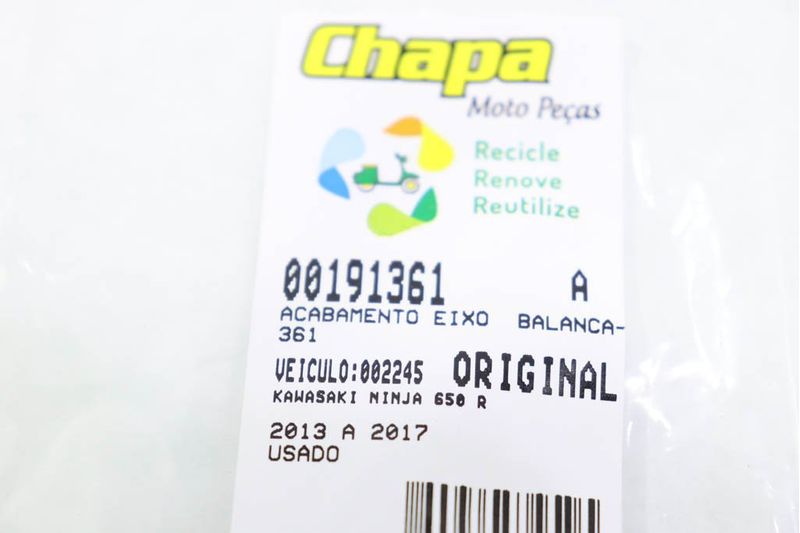 Chapa
Moto Peças
Recicle
Renove
Reutilize
00191361 A
ACABAMENTO EIXO BALANCA-
361
VEICULO:002245 ORIGINAL
KAWASAKI NINJA 650 R
2013 A 2017
USADO